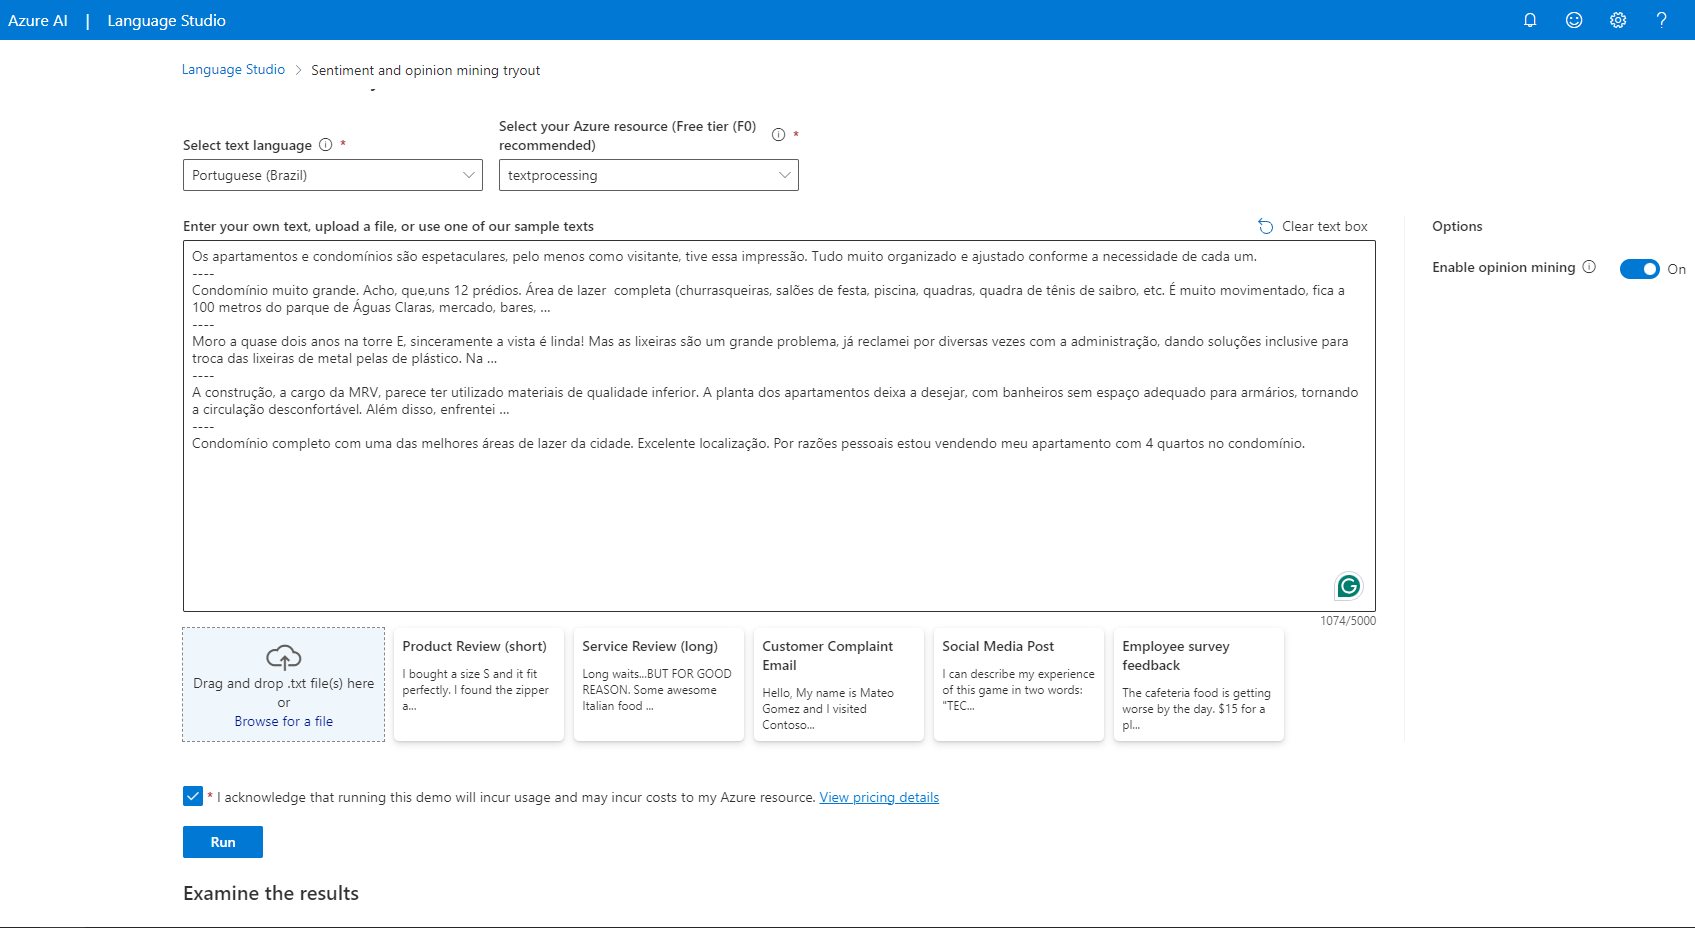 Azure AI | Language Studio
Language Studio > Sentiment and opinion mining tryout
Select text language *
Select your Azure resource (Free tier (F0) recommended) *
Portuguese (Brazil)
textprocessing
Enter your own text, upload a file, or use one of our sample texts
Clear text box
Os apartamentos e condomínios são espetaculares, pelo menos como visitante, tive essa impressão. Tudo muito organizado e ajustado conforme a necessidade de cada um.
----
Condomínio muito grande. Acho, que,uns 12 prédios. Área de lazer  completa (churrasqueiras, salões de festa, piscina, quadras, quadra de tênis de saibro, etc. É muito movimentado, fica a
100 metros do parque de Águas Claras, mercado, bares, ...
----
Moro a quase dois anos na torre E, sinceramente a vista é linda! Mas as lixeiras são um grande problema, já reclamei por diversas vezes com a administração, dando soluções inclusive para
troca das lixeiras de metal pelas de plástico. Na ...
----
A construção, a cargo da MRV, parece ter utilizado materiais de qualidade inferior. A planta dos apartamentos deixa a desejar, com banheiros sem espaço adequado para armários, tornando
a circulação desconfortável. Além disso, enfrentei ...
----
Condomínio completo com uma das melhores áreas de lazer da cidade. Excelente localização. Por razões pessoais estou vendendo meu apartamento com 4 quartos no condomínio.
1074/5000
Options
Enable opinion mining
On
Drag and drop .txt file(s) here
or
Browse for a file
Product Review (short)
I bought a size S and it fit
perfectly. I found the zipper
a...
Service Review (long)
Long waits...BUT FOR GOOD
REASON. Some awesome
Italian food ...
Customer Complaint
Email
Hello, My name is Mateo
Gomez and I visited
Contoso...
Social Media Post
I can describe my experience
of this game in two words:
"TEC...
Employee survey
feedback
The cafeteria food is getting
worse by the day. $15 for a
pl...
* I acknowledge that running this demo will incur usage and may incur costs to my Azure resource. View pricing details
Run
Examine the results